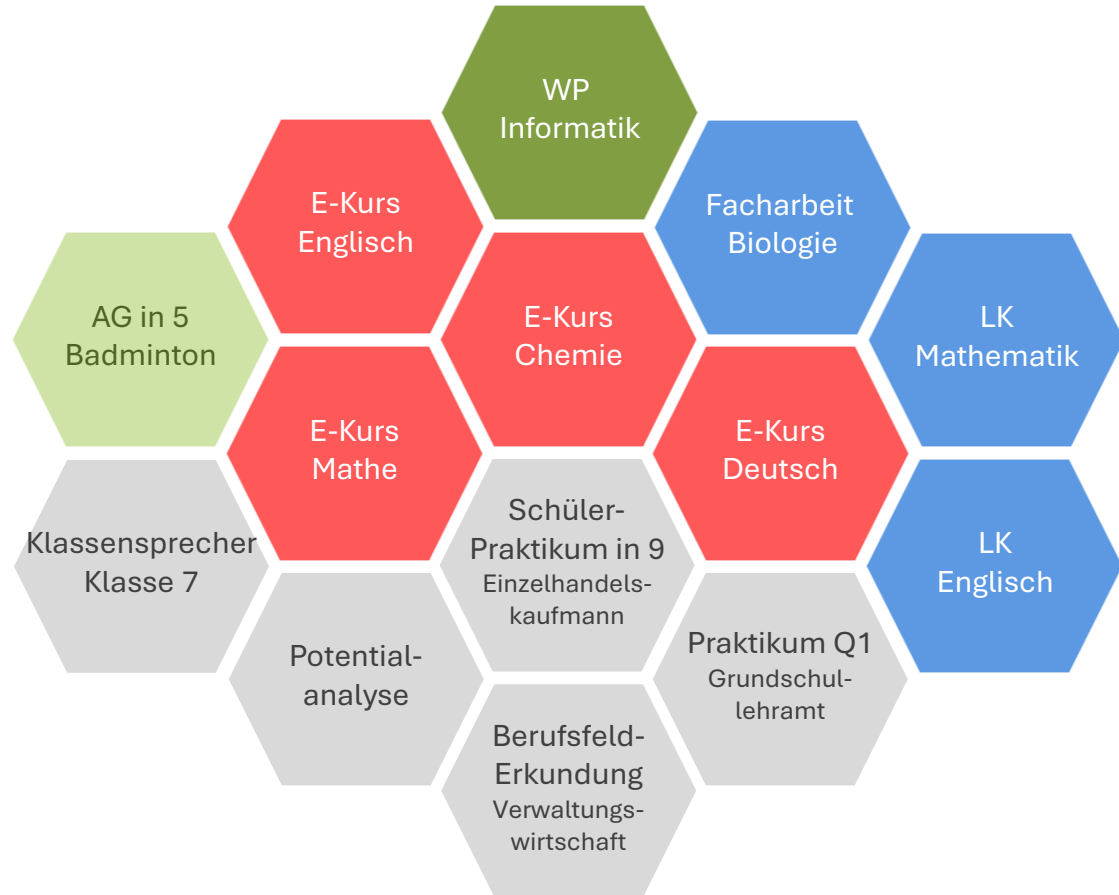 WP
Informatik
E-Kurs
Englisch
Facharbeit
Biologie
AG in 5
Badminton
E-Kurs
Chemie
LK
Mathematik
E-Kurs
Mathe
E-Kurs
Deutsch
Klassensprecher
Klasse 7
Schüler-
Praktikum in 9
Einzelhandels-
kaufmann
LK
Englisch
Potential-
analyse
Praktikum Q1
Grundschul-
lehramt
Berufsfeld-
Erkundung
Verwaltungs-
wirtschaft